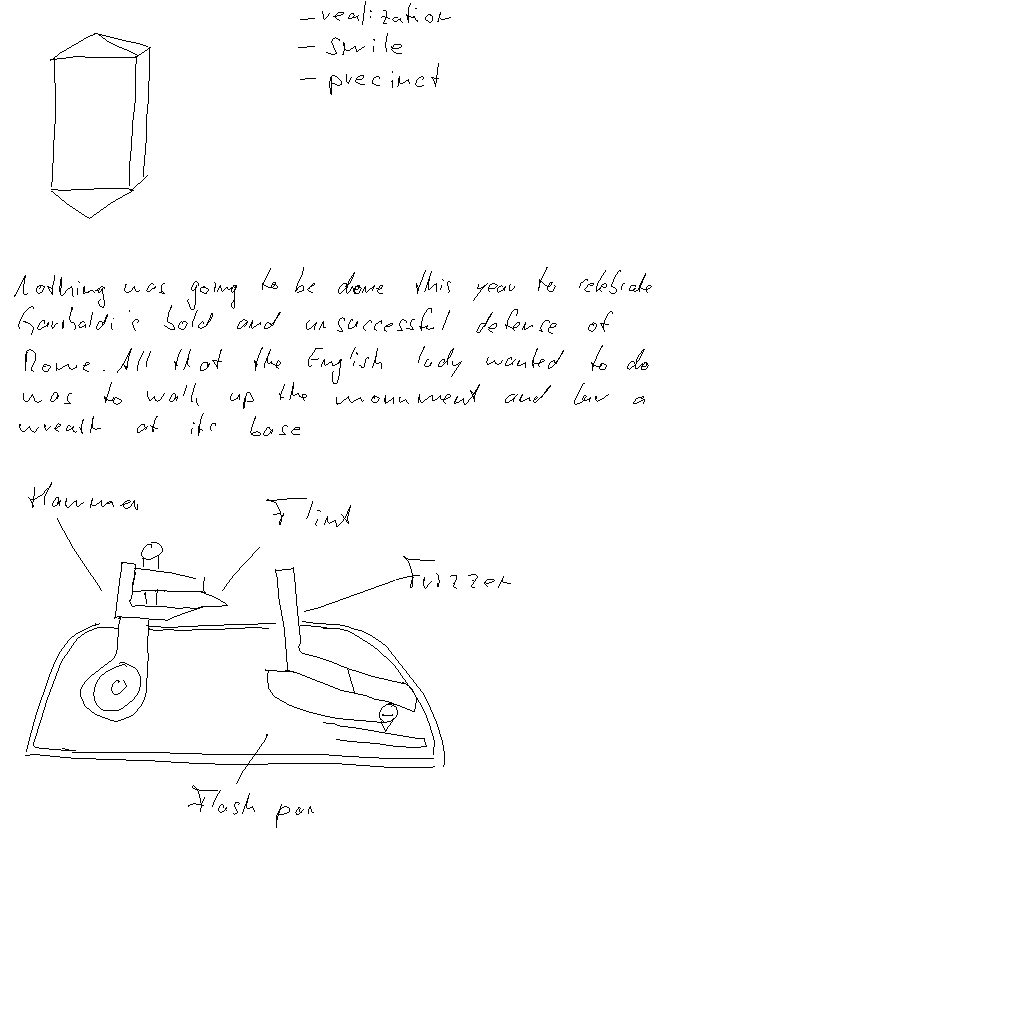 - realization
- smile
- precinct
Nothing was going to be done this year to celebrate
Garibaldi's bold and unsuccessful defense of
Rome. All that the English lady wanted to do
was to walk up the monument and lay a
wreath at its base
Hammer
Flint
Frizzen
Flash pan